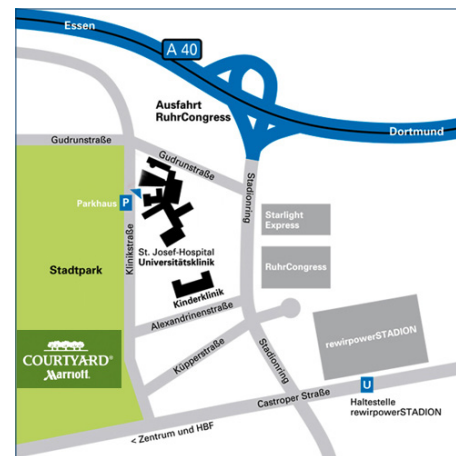 Essen
A 40
Ausfahrt
RuhrCongress
Dortmund
Gudrunstraße
Gudrunstraße
Stadionring
Parkhaus P
Klinikstraße
Starlight
Express
St. Josef-Hospital
Universitätsklinik
RuhrCongress
Stadtpark
Kinderklinik
Alexandrinenstraße
Küpperstraße
Stadionring
rewirpowerSTADION
COURTYARD®
Marriott
Castroper Straße
U
Haltestelle
rewirpowerSTADION
< Zentrum und HBF